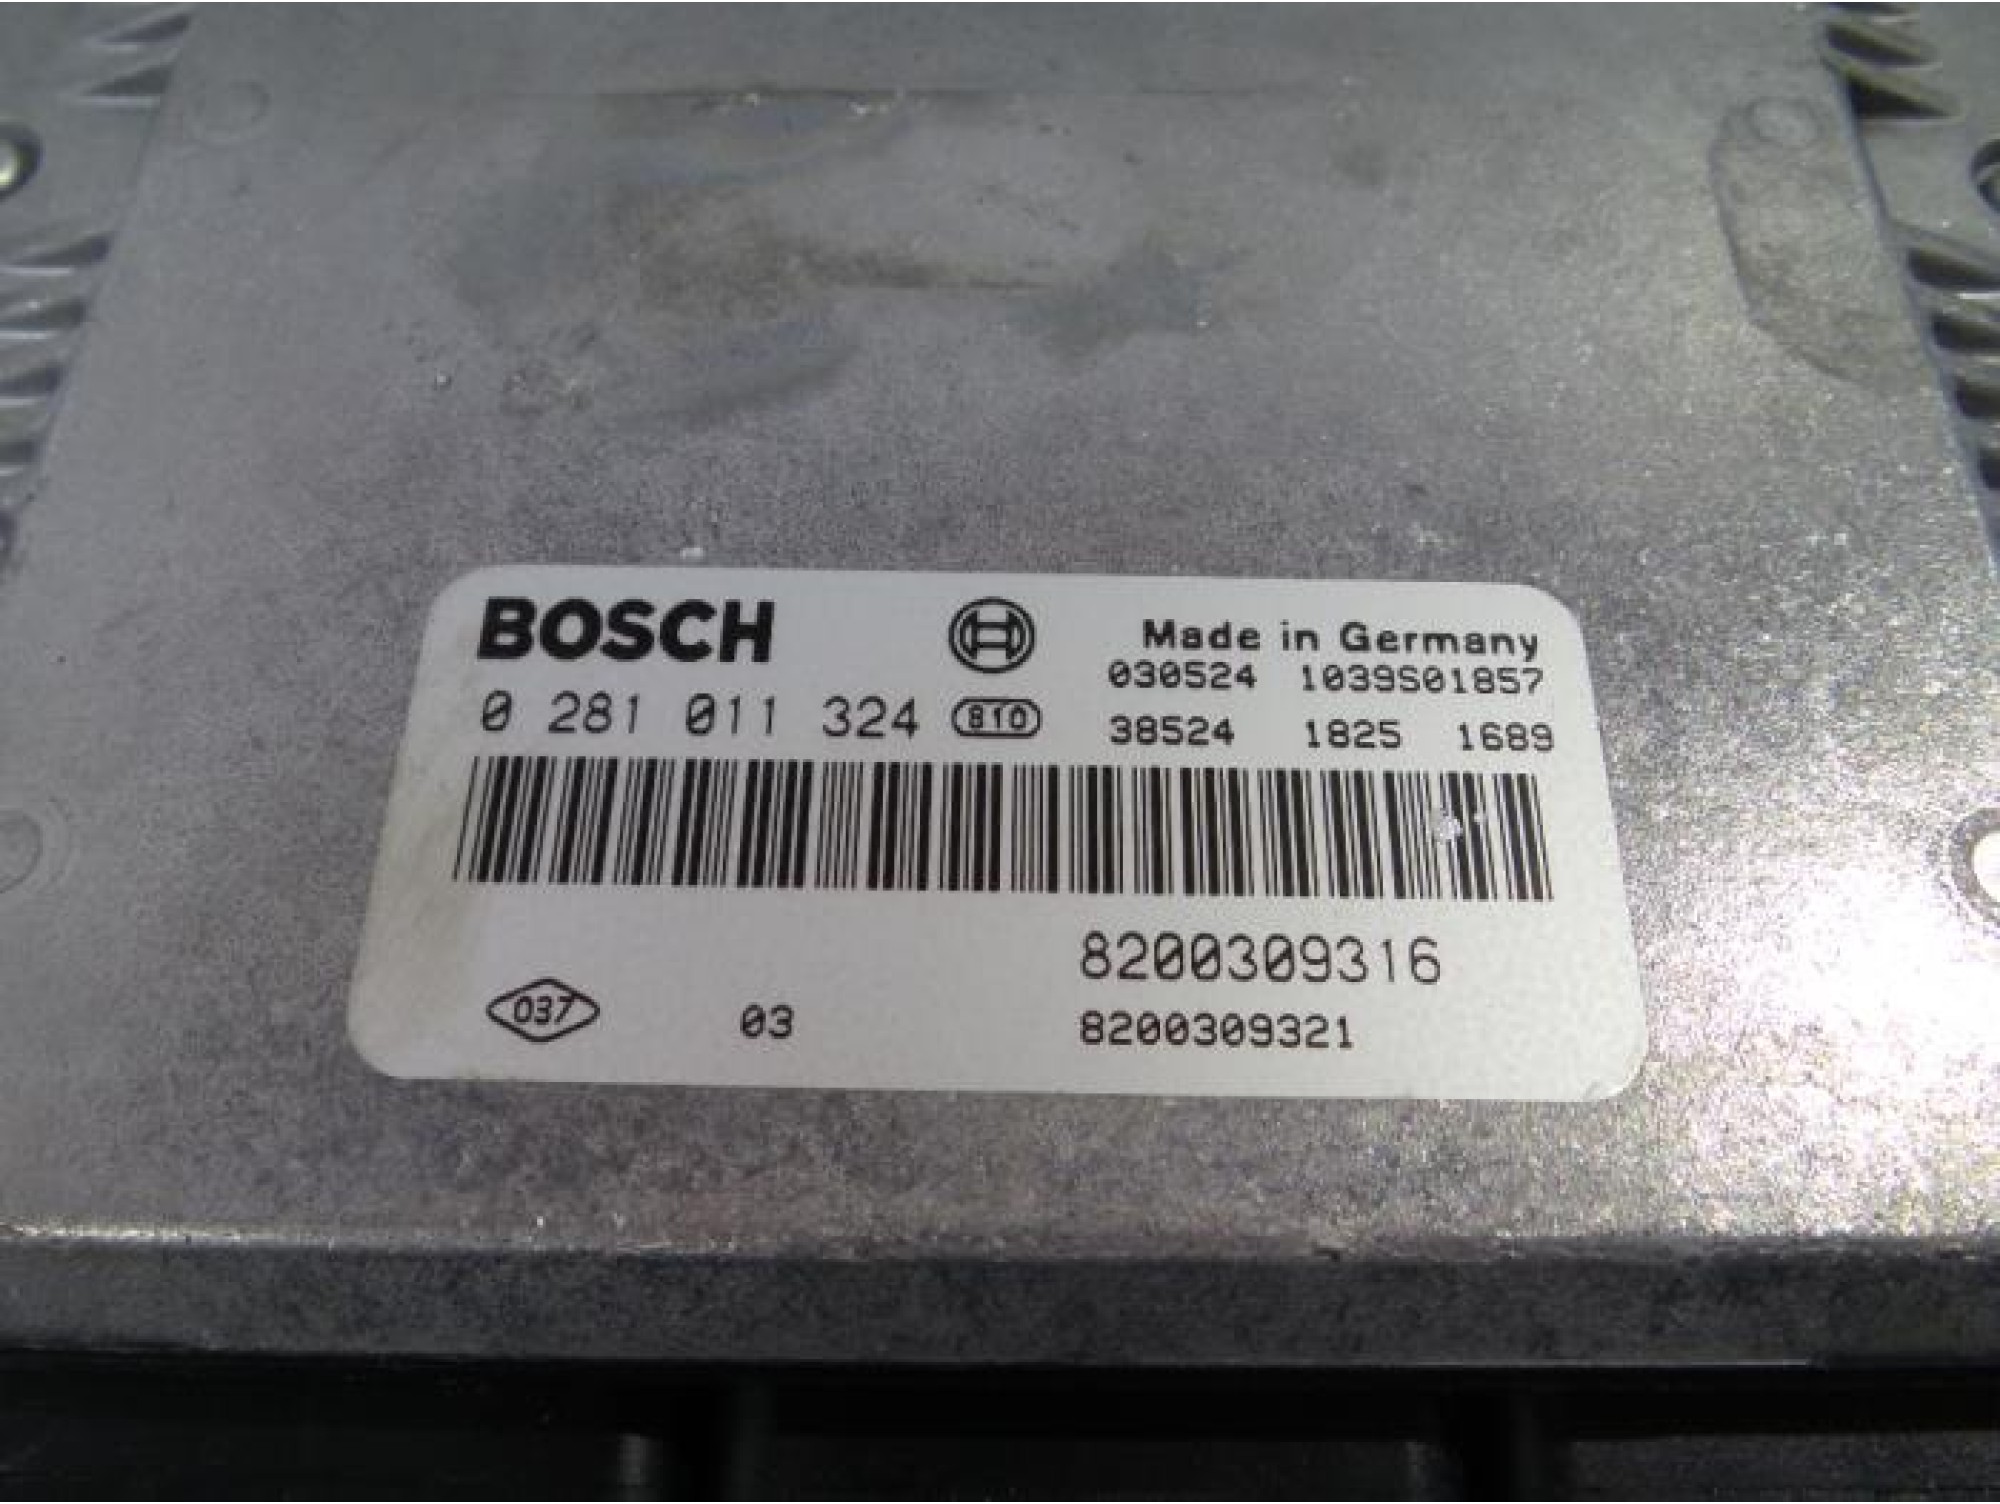 BOSCH
Made in Germany
030524 1039S01857
0 281 011 324 810
38524 1825 1689
8200309316
037 03 8200309321